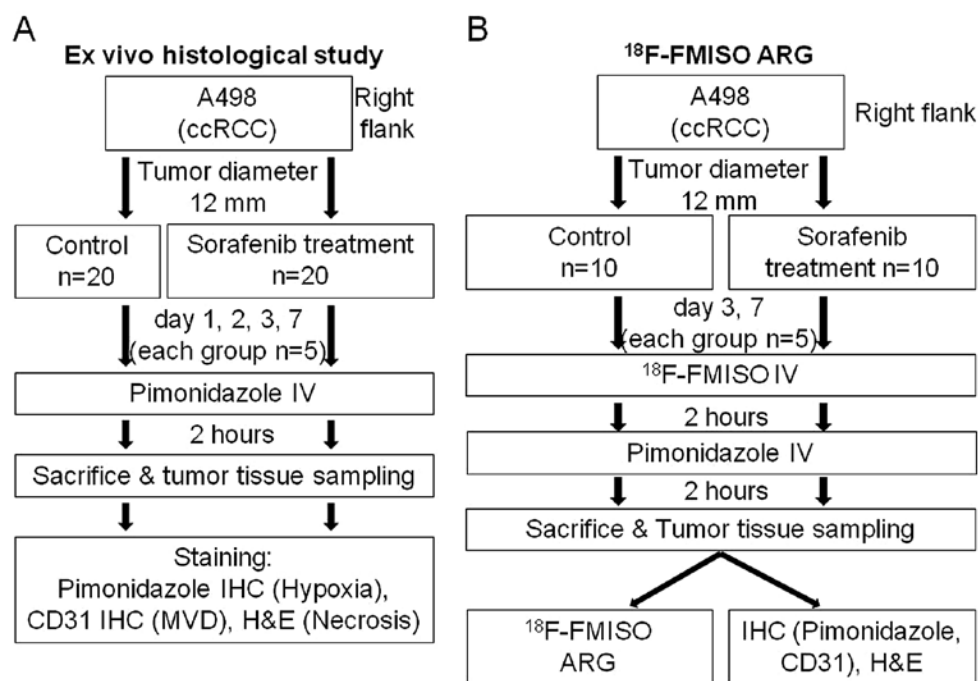 A
Ex vivo histological study
A498
(ccRCC)
Right
flank
Tumor diameter
12 mm
Control
n=20
Sorafenib treatment
n=20
day 1, 2, 3, 7
(each group n=5)
Pimonidazole IV
2 hours
Sacrifice & tumor tissue sampling
Staining:
Pimonidazole IHC (Hypoxia),
CD31 IHC (MVD), H&E (Necrosis)
B
¹⁸F-FMISO ARG
A498
(ccRCC)
Right flank
Tumor diameter
12 mm
Control
n=10
Sorafenib
treatment n=10
day 3, 7
(each group n=5)
¹⁸F-FMISO IV
2 hours
Pimonidazole IV
2 hours
Sacrifice & Tumor tissue sampling
¹⁸F-FMISO
ARG
IHC (Pimonidazole,
CD31), H&E